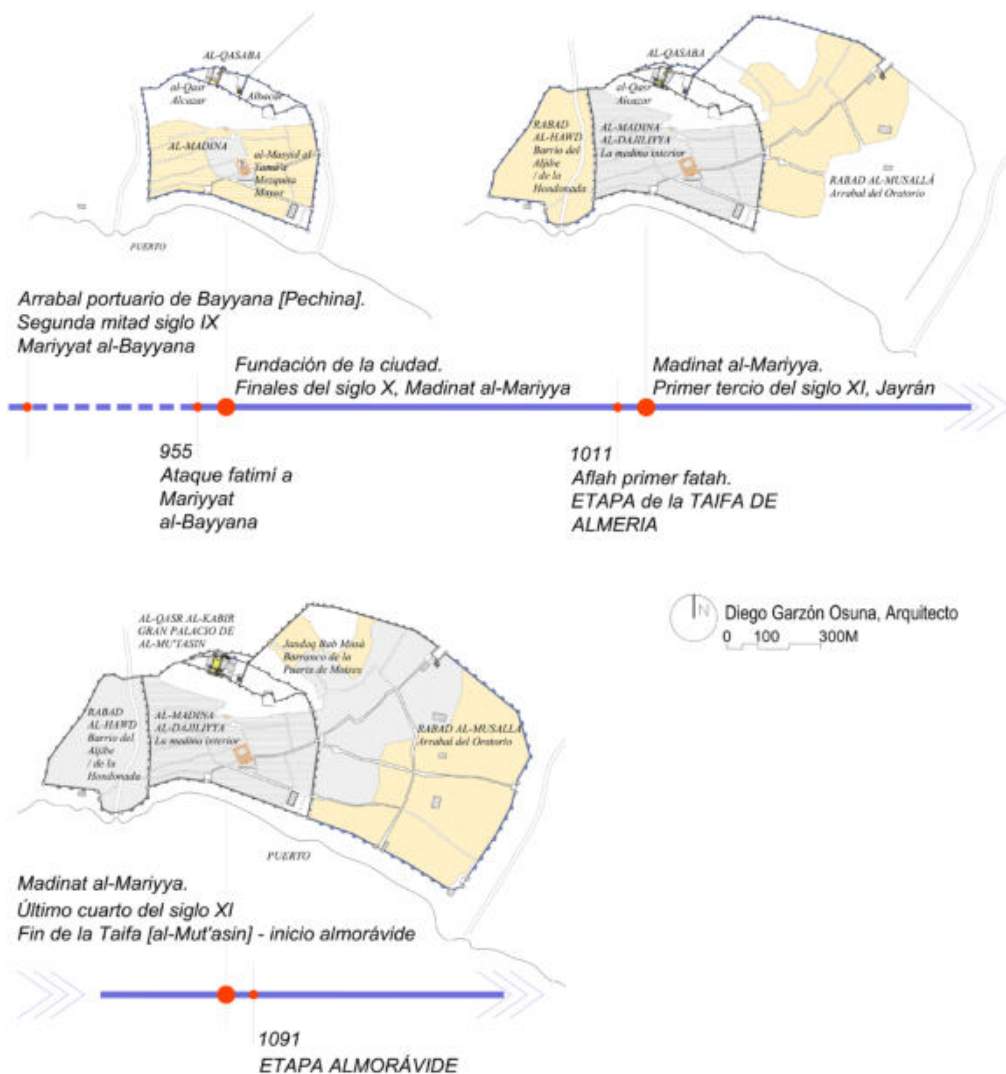 AL-QASABA
al-Qasr
Alcazar
Albacar
AL-MADINA
al-Masyid al
Yama'a
Mezquita
Mayor
PUERTO
AL-QASABA
al-Qasr
Alcazar
RABAD
AL-HAWD
Barrio del
Aljibe
/ de la
Hondonada
AL-MADINA
AL-DAJILIYYA
La medina interior
RABAD AL-MUSALLÁ
Arrabal del Oratorio
Arrabal portuario de Bayyana [Pechina].
Segunda mitad siglo IX
Mariyyat al-Bayyana
Fundación de la ciudad.
Finales del siglo X, Madinat al-Mariyya
Madinat al-Mariyya.
Primer tercio del siglo XI, Jayrán
955
Ataque fatimí a
Mariyyat
al-Bayyana
1011
Aflah primer fatah.
ETAPA de la TAIFA DE
ALMERIA
AL-QASR AL-KABIR
GRAN PALACIO DE
AL-MU'TASIN
Jandaq Bab Musà
Barranco de la
Puerta de Moises
RABAD
AL-HAWD
Barrio del
Aljibe
/ de la
Hondonada
AL-MADINA
AL-DAJILIYYA
La medina interior
RABAD AL-MUSALLÁ
Arrabal del Oratorio
PUERTO
N
Diego Garzón Osuna, Arquitecto
0 100 300M
Madinat al-Mariyya.
Último cuarto del siglo XI
Fin de la Taifa [al-Mut'asin] - inicio almorávide
1091
ETAPA ALMORÁVIDE